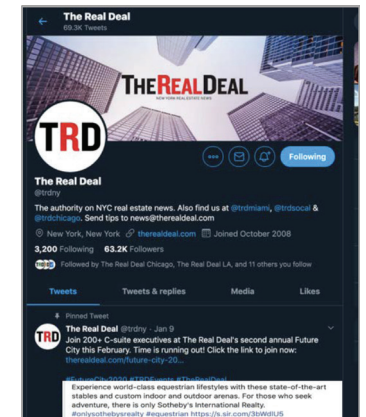 The Real Deal
69.3K Tweets
THEREALDEAL
NEW YORK REAL ESTATE NEWS
TRD
Following
The Real Deal
@trdny
The authority on NYC real estate news. Also find us at @trdmiami, @trdsocal &
@trdchicago. Send tips to news@therealdeal.com
New York, New York therealdeal.com Joined October 2008
3,200 Following 63.2K Followers
Followed by The Real Deal Chicago, The Real Deal LA, and 11 others you follow
Tweets Tweets & replies Media Likes
Pinned Tweet
TRD
The Real Deal @trdny · Jan 9
Join 200+ C-suite executives at The Real Deal's second annual Future
City this February. Time is running out! Click the link to join now:
therealdeal.com/future-city-20...
#FutureCity2020 #TRDEvents #TheRealDeal
Experience world-class equestrian lifestyles with these state-of-the-art
stables and custom indoor and outdoor arenas. For those who seek
adventure, there is only Sotheby's International Realty.
#onlysothebysrealty #equestrian https://s.sir.com/3bWdIUS